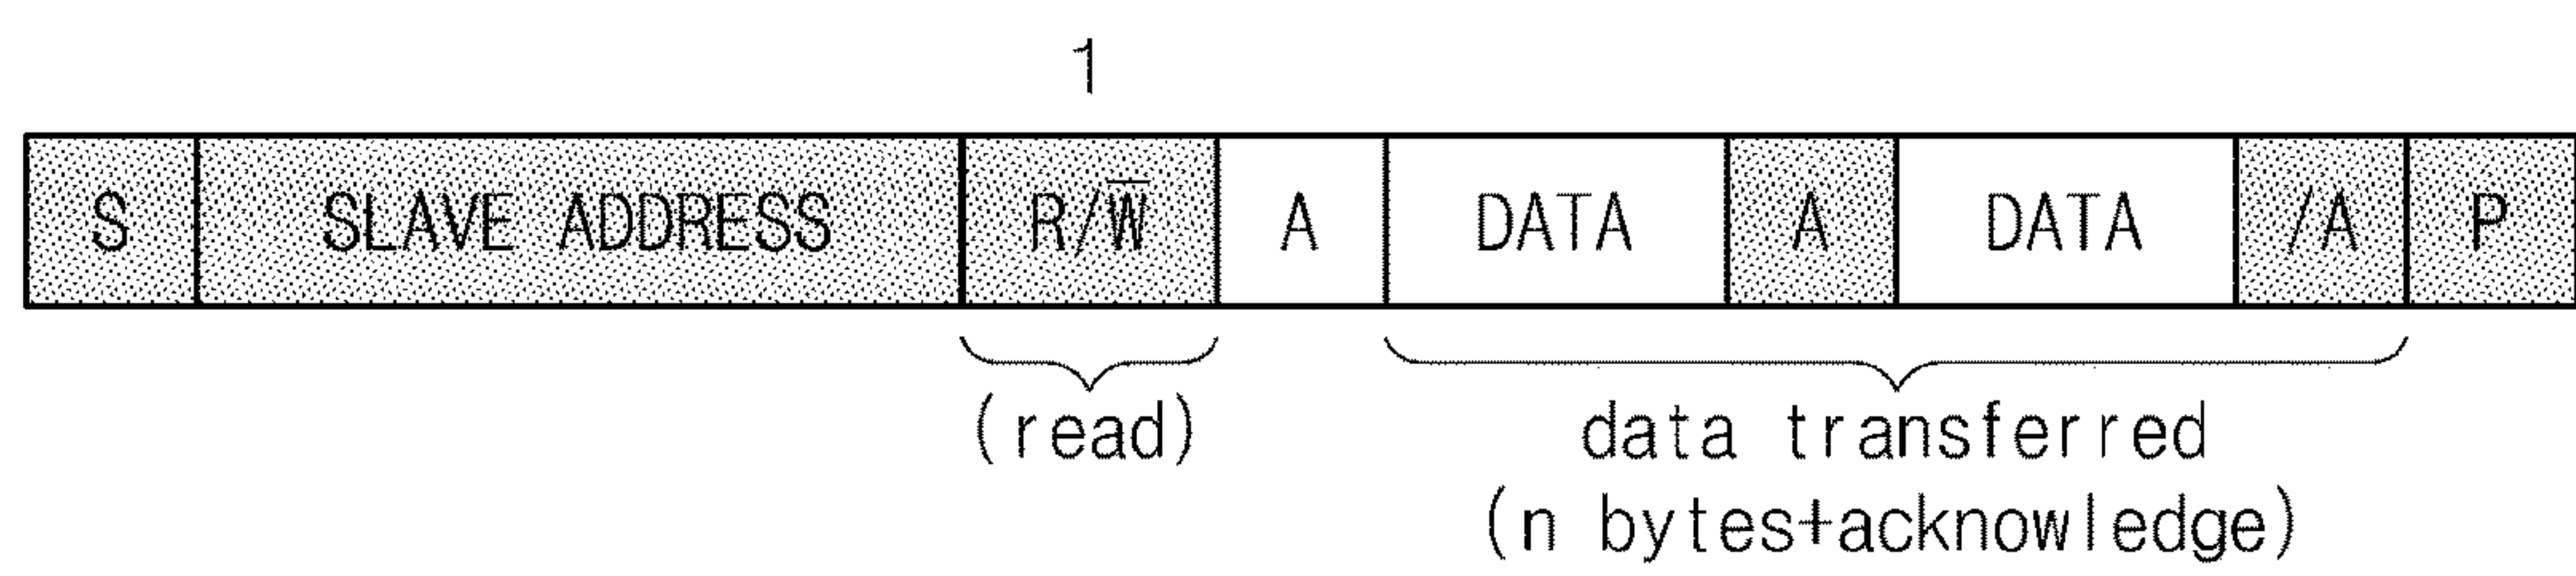 1
S SLAVE ADDRESS R/W̅ A DATA A DATA /A P
(read) data transferred
(n bytes+acknowledge)